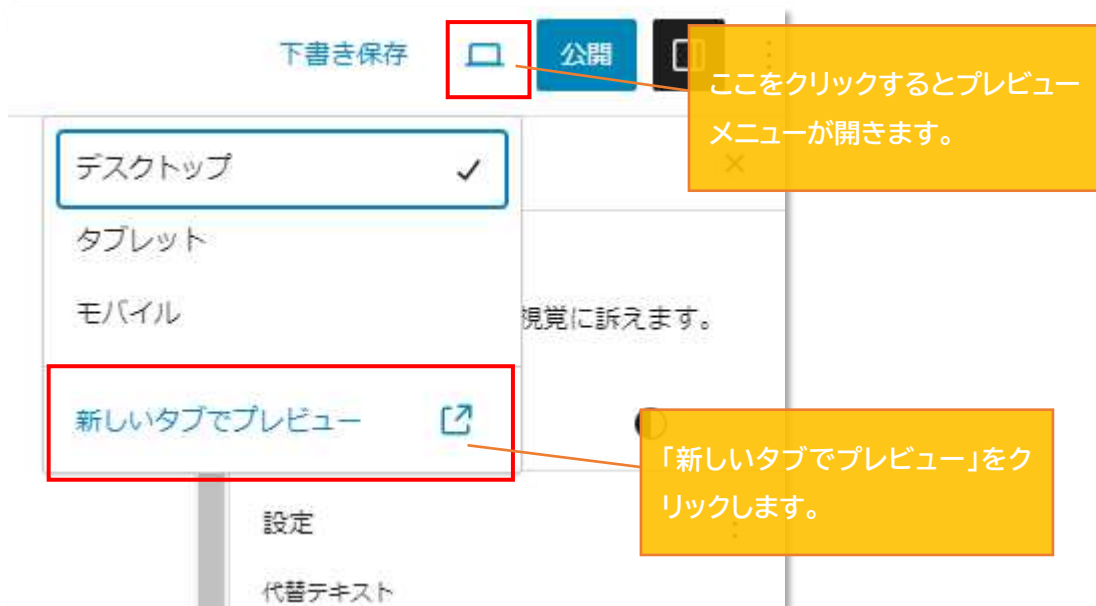 下書き保存
公開
ここをクリックするとプレビュー
メニューが開きます。
デスクトップ
タブレット
モバイル
視覚に訴えます。
新しいタブでプレビュー
「新しいタブでプレビュー」をク
リックします。
設定
代替テキスト